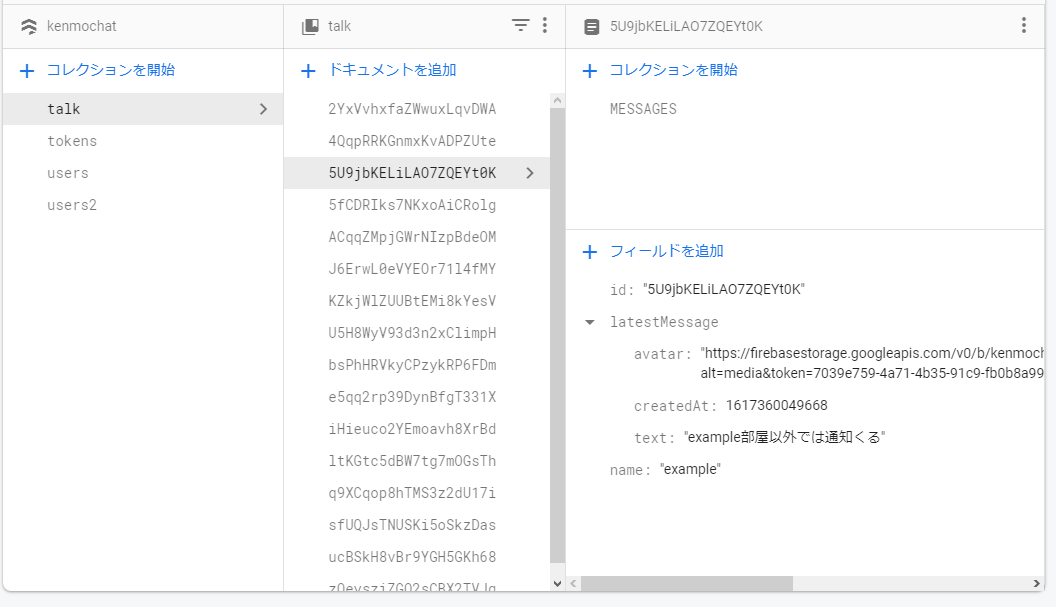 kenmochat
talk
5U9jbKELiLAO7ZQEYt0K
コレクションを開始
ドキュメントを追加
コレクションを開始
talk
tokens
users
users2
2YxVvhxfaZWwuxLqvDWA
4QqpRRKGnmxKvADPZUte
5U9jbKELiLAO7ZQEYt0K
5fCDRIks7NKxoAiCRolg
ACqqZMpjGWrNIzpBdeOM
J6ErwL0eVYEOr71l4fMY
KZkjWlZUUBtEMi8kYesV
U5H8WyV93d3n2xClimpH
bsPhHRVkyCPzykRP6FDm
e5qq2rp39DynBfgT331X
iHieuco2YEmoavh8XrBd
ltKGtc5dBW7tg7mOGsTh
q9XCqop8hTMS3z2dU17i
sfUQJsTNUSKi5oSkzDas
ucBSkH8vBr9YGH5GKh68
MESSAGES
フィールドを追加
id: "5U9jbKELiLAO7ZQEYt0K"
latestMessage
avatar: "https://firebasestorage.googleapis.com/v0/b/kenmoch
alt=media&token=7039e759-4a71-4b35-91c9-fb0b8a99
createdAt: 1617360049668
text: "example部屋以外では通知くる"
name: "example"